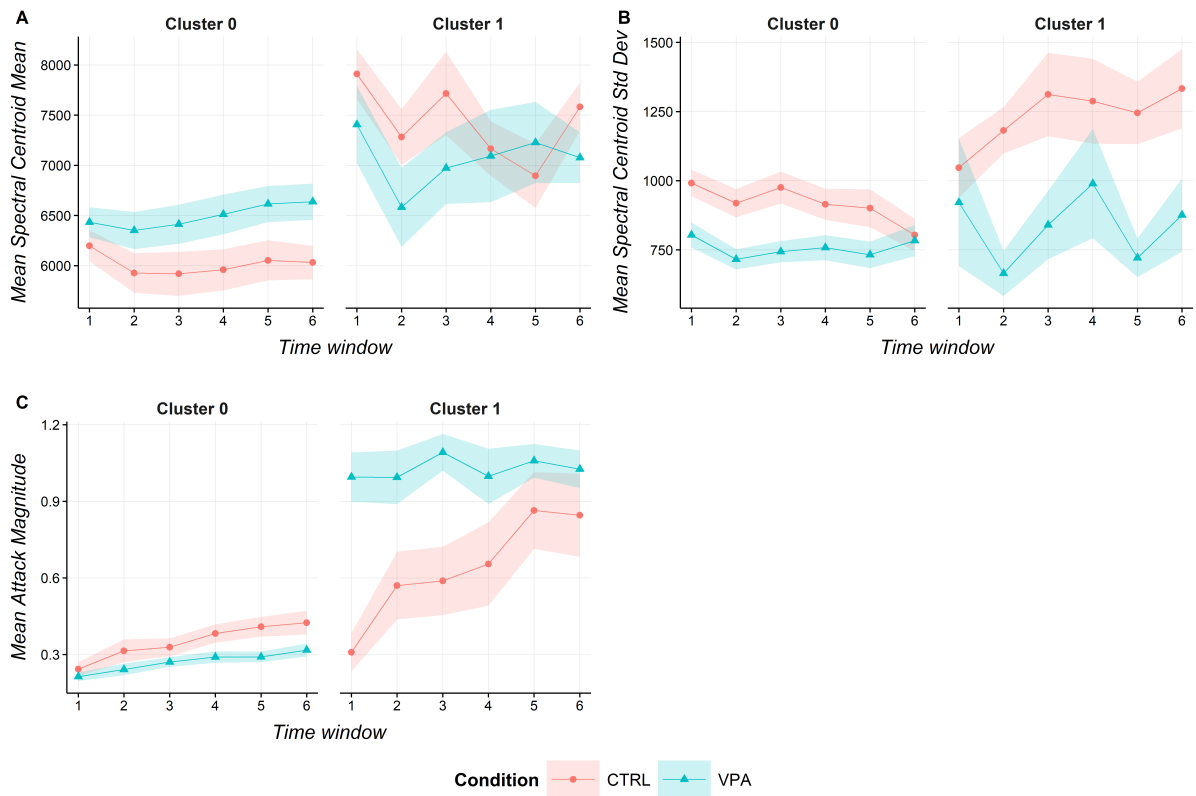 A
Cluster 0
Cluster 1
Mean Spectral Centroid Mean
8000
7500
7000
6500
6000
1 2 3 4 5 6
1 2 3 4 5 6
Time window
B
Cluster 0
Cluster 1
Mean Spectral Centroid Std Dev
1500
1250
1000
750
1 2 3 4 5 6
1 2 3 4 5 6
Time window
C
Cluster 0
Cluster 1
Mean Attack Magnitude
1.2
0.9
0.6
0.3
1 2 3 4 5 6
1 2 3 4 5 6
Time window
Condition CTRL VPA